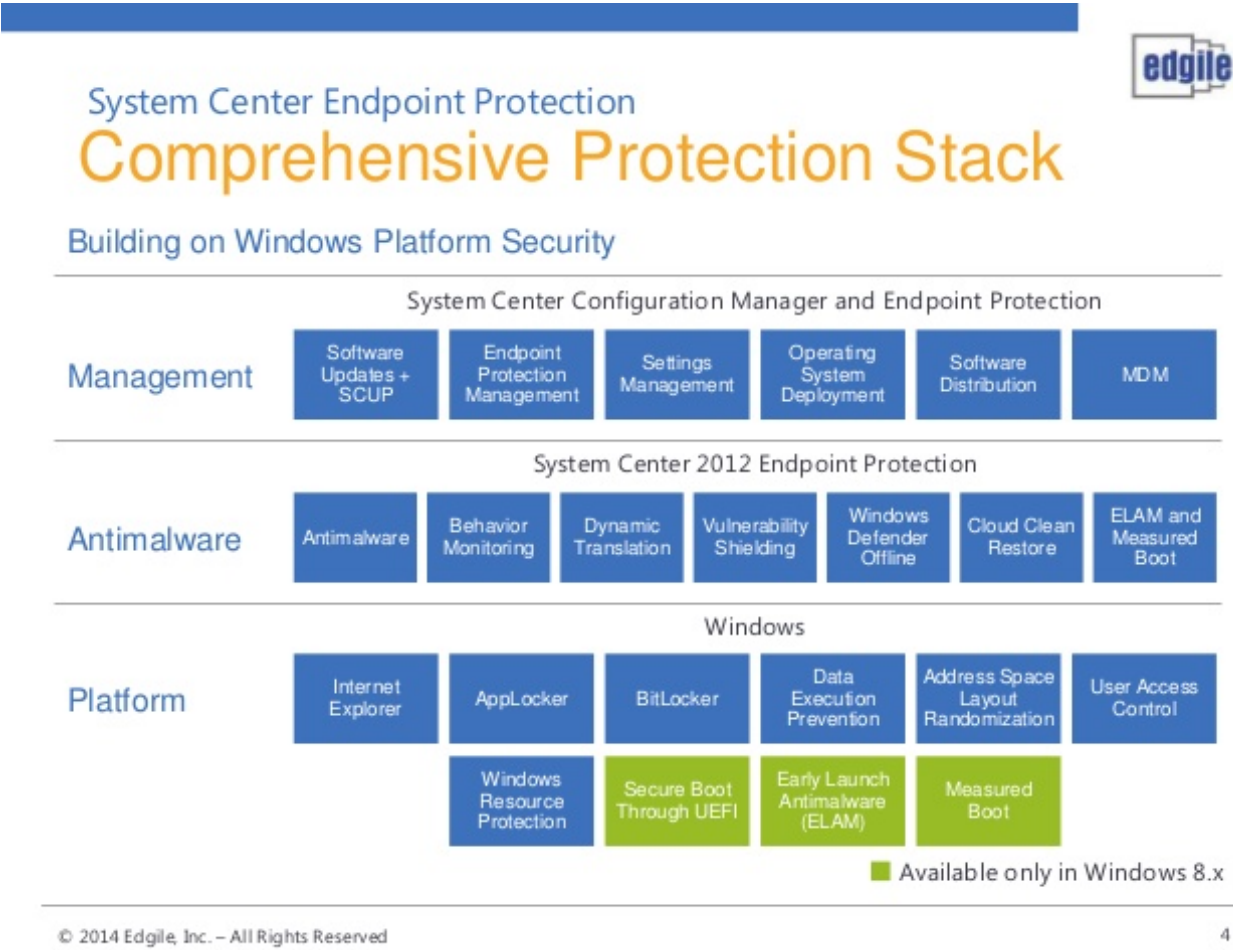 edgile
System Center Endpoint Protection
Comprehensive Protection Stack
Building on Windows Platform Security
System Center Configuration Manager and Endpoint Protection
Management
Software
Updates +
SCUP
Endpoint
Protection
Management
Settings
Management
Operating
System
Deployment
Software
Distribution
MDM
System Center 2012 Endpoint Protection
Antimalware
Antimalware
Behavior
Monitoring
Dynamic
Translation
Vulnerability
Shielding
Windows
Defender
Offline
Cloud Clean
Restore
ELAM and
Measured
Boot
Windows
Platform
Internet
Explorer
AppLocker
BitLocker
Data
Execution
Prevention
Address Space
Layout
Randomization
User Access
Control
Windows
Resource
Protection
Secure Boot
Through UEFI
Early Launch
Antimalware
(ELAM)
Measured
Boot
Available only in Windows 8.x
© 2014 Edgile, Inc. – All Rights Reserved
4